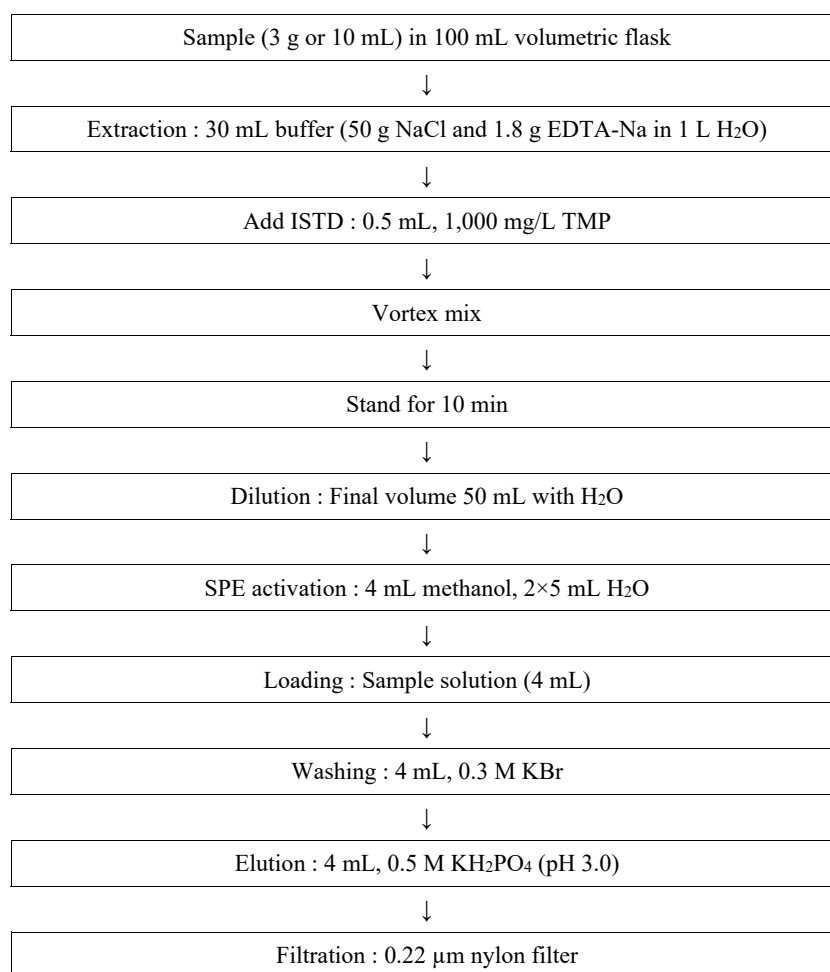 Sample (3 g or 10 mL) in 100 mL volumetric flask
↓
Extraction : 30 mL buffer (50 g NaCl and 1.8 g EDTA-Na in 1 L H₂O)
↓
Add ISTD : 0.5 mL, 1,000 mg/L TMP
↓
Vortex mix
↓
Stand for 10 min
↓
Dilution : Final volume 50 mL with H₂O
↓
SPE activation : 4 mL methanol, 2×5 mL H₂O
↓
Loading : Sample solution (4 mL)
↓
Washing : 4 mL, 0.3 M KBr
↓
Elution : 4 mL, 0.5 M KH₂PO₄ (pH 3.0)
↓
Filtration : 0.22 µm nylon filter